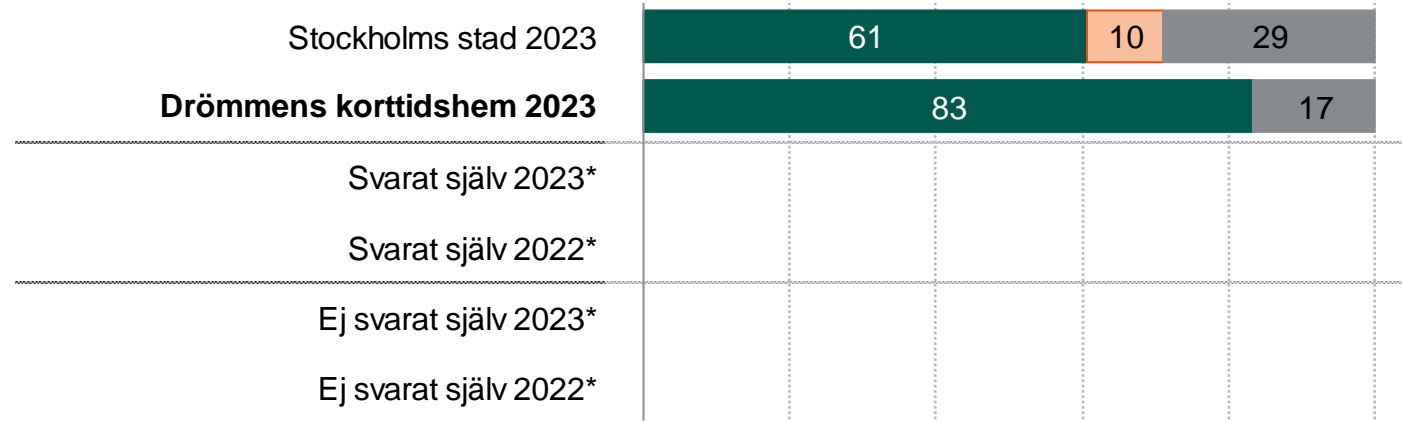 Stockholms stad 2023 61 10 29
Drömmens korttidshem 2023 83 17
Svarat själv 2023*
Svarat själv 2022*
Ej svarat själv 2023*
Ej svarat själv 2022*